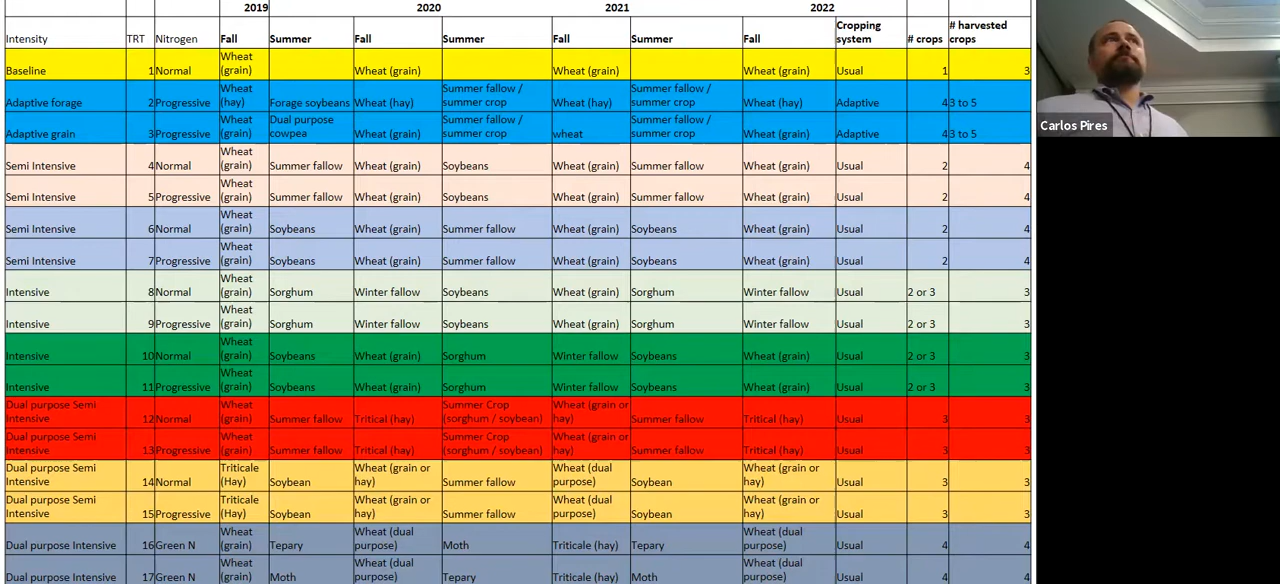 2019 2020 2021 2022
Intensity TRT Nitrogen Fall Summer Fall Summer Fall Summer Fall Cropping system # crops # harvested crops
Baseline 1 Normal Wheat (grain) Wheat (grain) Wheat (grain) Wheat (grain) Usual 1 3
Adaptive forage 2 Progressive Wheat (hay) Forage soybeans Wheat (hay) Summer fallow / summer crop Wheat (hay) Summer fallow / summer crop Wheat (hay) Adaptive 4 3 to 5
Adaptive grain 3 Progressive Wheat (grain) Dual purpose cowpea Wheat (grain) Summer fallow / summer crop wheat Summer fallow / summer crop Wheat (grain) Adaptive 4 3 to 5
Semi Intensive 4 Normal Wheat (grain) Summer fallow Wheat (grain) Soybeans Wheat (grain) Summer fallow Wheat (grain) Usual 2 4
Semi Intensive 5 Progressive Wheat (grain) Summer fallow Wheat (grain) Soybeans Wheat (grain) Summer fallow Wheat (grain) Usual 2 4
Semi Intensive 6 Normal Wheat (grain) Soybeans Wheat (grain) Summer fallow Wheat (grain) Soybeans Wheat (grain) Usual 2 4
Semi Intensive 7 Progressive Wheat (grain) Soybeans Wheat (grain) Summer fallow Wheat (grain) Soybeans Wheat (grain) Usual 2 4
Intensive 8 Normal Wheat (grain) Sorghum Winter fallow Soybeans Wheat (grain) Sorghum Winter fallow Usual 2 or 3 3
Intensive 9 Progressive Wheat (grain) Sorghum Winter fallow Soybeans Wheat (grain) Sorghum Winter fallow Usual 2 or 3 3
Intensive 10 Normal Wheat (grain) Soybeans Wheat (grain) Sorghum Winter fallow Soybeans Wheat (grain) Usual 2 or 3 3
Intensive 11 Progressive Wheat (grain) Soybeans Wheat (grain) Sorghum Winter fallow Soybeans Wheat (grain) Usual 2 or 3 3
Dual purpose Semi Intensive 12 Normal Wheat (grain) Summer fallow Tritical (hay) Summer Crop (sorghum / soybean) Wheat (grain or hay) Summer fallow Tritical (hay) Usual 3 3
Dual purpose Semi Intensive 13 Progressive Wheat (grain) Summer fallow Tritical (hay) Summer Crop (sorghum / soybean) Wheat (grain or hay) Summer fallow Tritical (hay) Usual 3 3
Dual purpose Semi Intensive 14 Normal Triticale (Hay) Soybean Wheat (grain or hay) Summer fallow Wheat (dual purpose) Soybean Wheat (grain or hay) Usual 3 3
Dual purpose Semi Intensive 15 Progressive Triticale (Hay) Soybean Wheat (grain or hay) Summer fallow Wheat (dual purpose) Soybean Wheat (grain or hay) Usual 3 3
Dual purpose Intensive 16 Green N Wheat (grain) Tepary Wheat (dual purpose) Moth Triticale (hay) Tepary Wheat (dual purpose) Usual 4 4
Dual purpose Intensive 17 Green N Wheat (grain) Moth Wheat (dual purpose) Tepary Triticale (hay) Moth Wheat (dual purpose) Usual 4 4
Carlos Pires